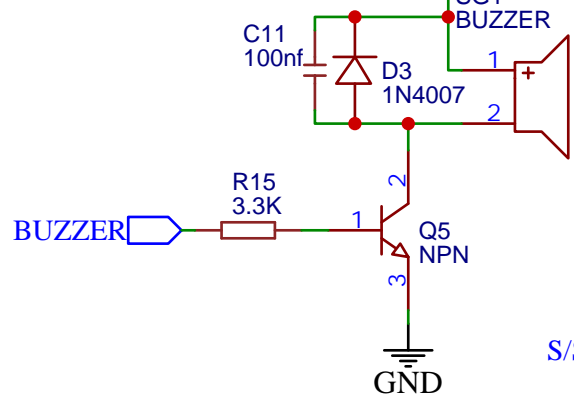 BUZZER
C11
100nf
D3
1N4007
1
+
2
R15
3.3K
BUZZER
1
2
Q5
NPN
3
GND